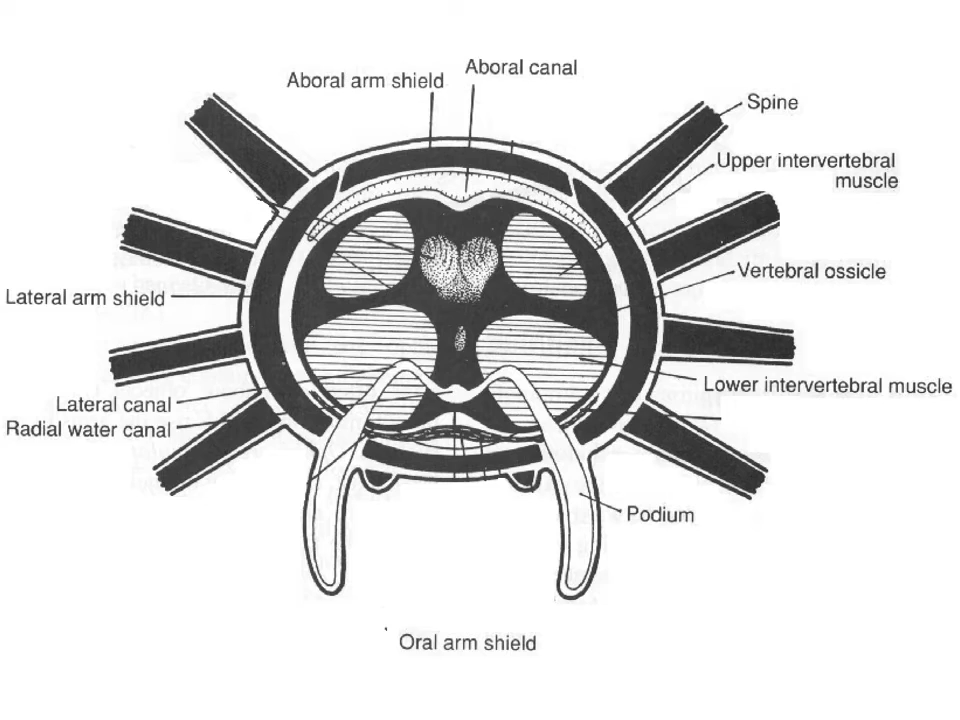 Aboral arm shield
Aboral canal
Spine
Upper intervertebral
muscle
Vertebral ossicle
Lateral arm shield
Lower intervertebral muscle
Lateral canal
Radial water canal
Podium
Oral arm shield